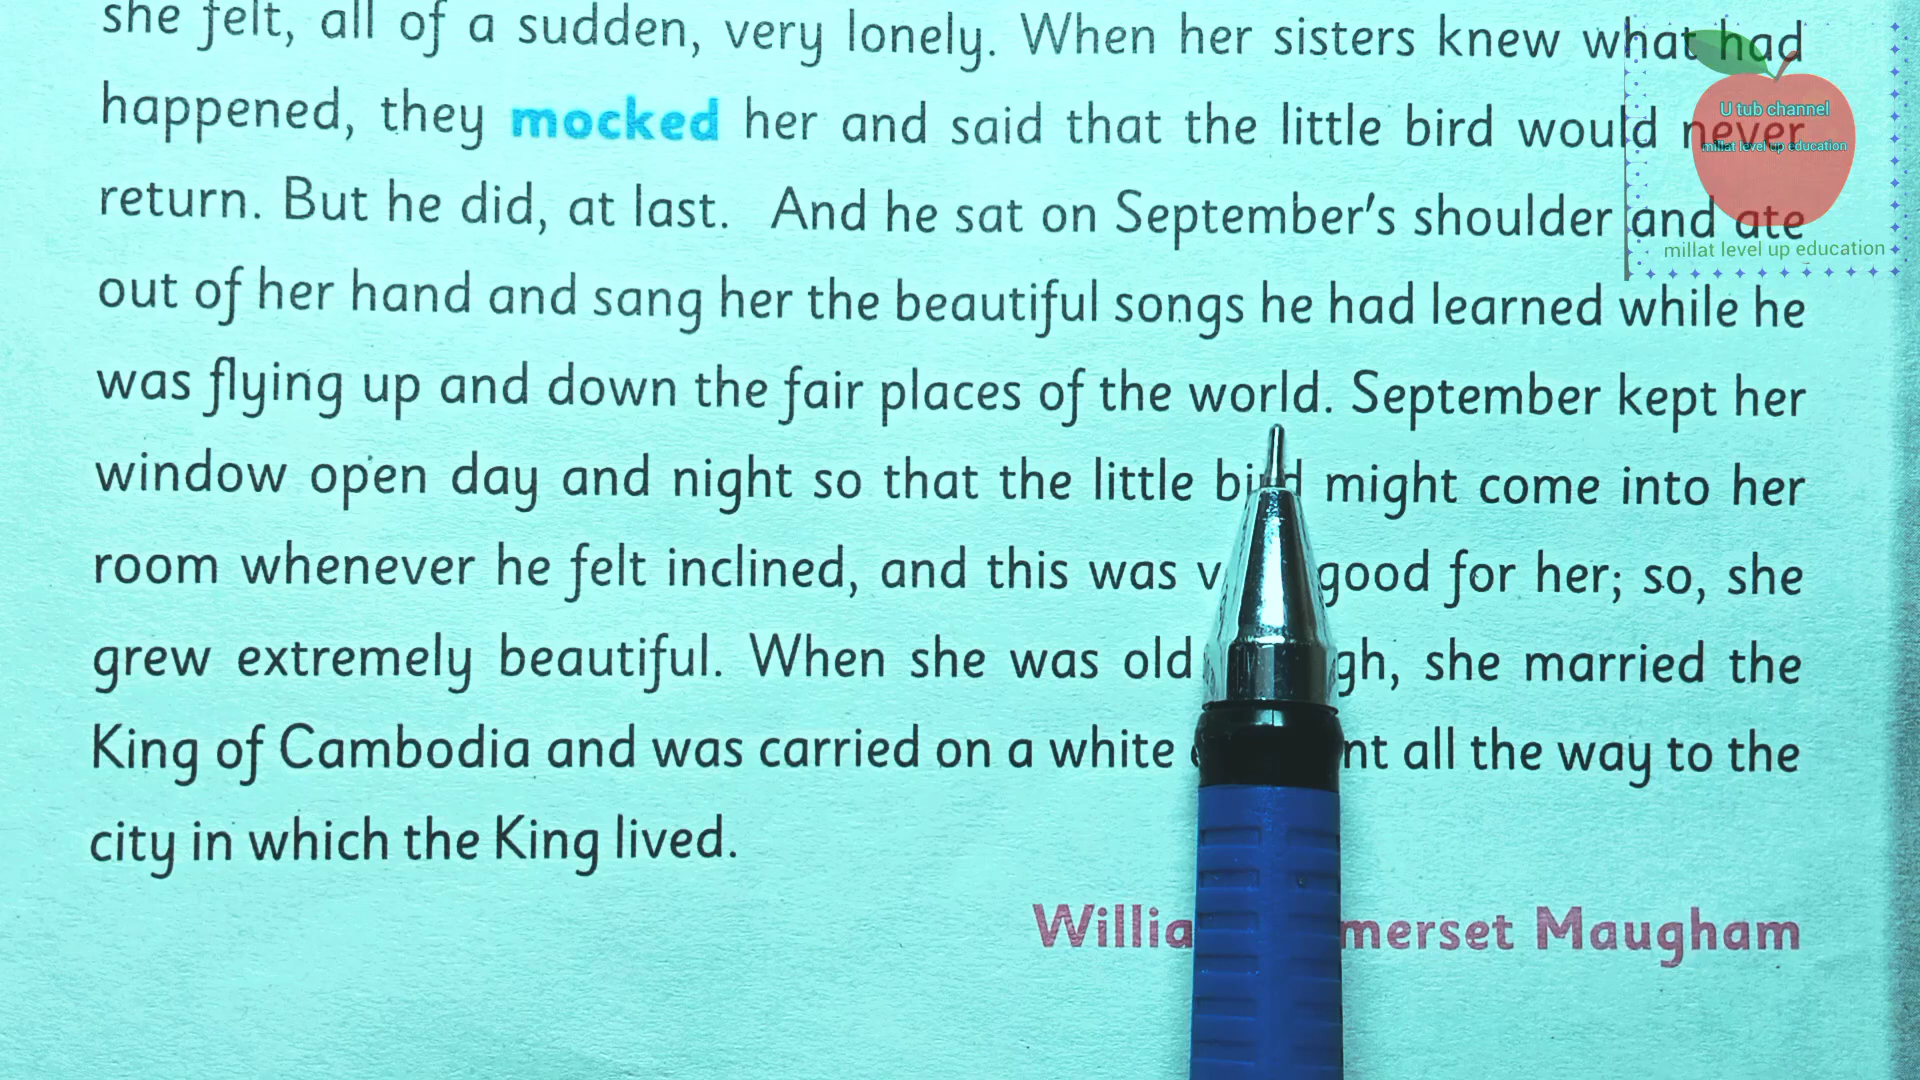 she felt, all of a sudden, very lonely. When her sisters knew what had
happened, they mocked her and said that the little bird would never
return. But he did, at last. And he sat on September's shoulder and ate
out of her hand and sang her the beautiful songs he had learned while he
was flying up and down the fair places of the world. September kept her
window open day and night so that the little bird might come into her
room whenever he felt inclined, and this was good for her; so, she
grew extremely beautiful. When she was old she married the
King of Cambodia and was carried on a white all the way to the
city in which the King lived.
Maugham
U tub channel
millat level up education
millat level up education